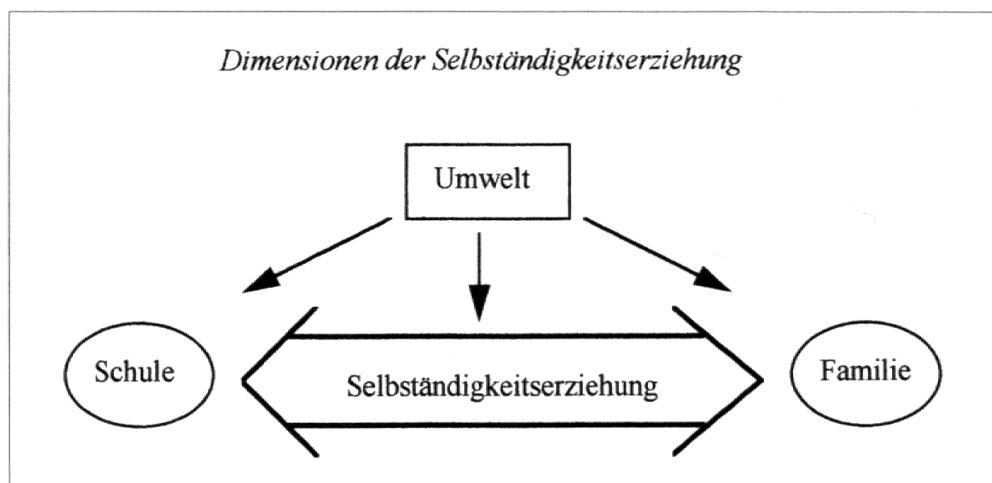 Dimensionen der Selbständigkeitserziehung
Umwelt
Schule
Selbständigkeitserziehung
Familie